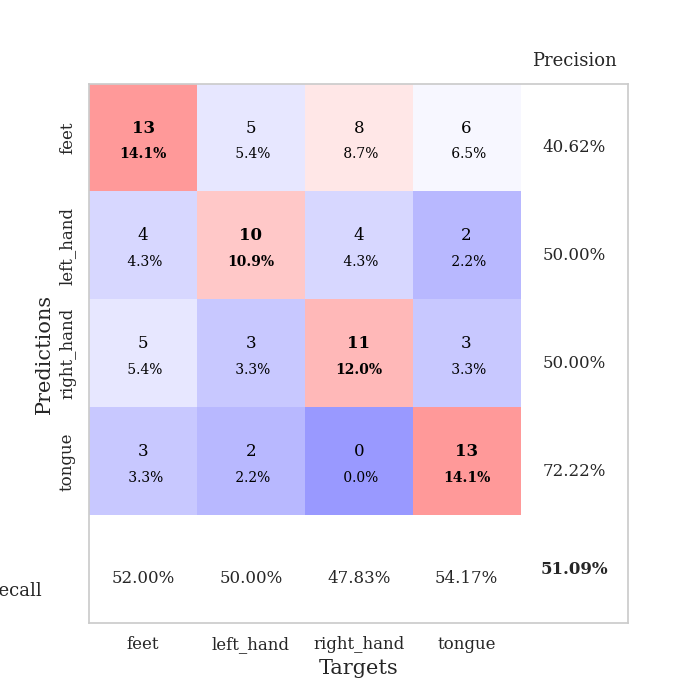 Precision
feet
13 5 8 6
14.1% 5.4% 8.7% 6.5%
40.62%
left_hand
4 10 4 2
4.3% 10.9% 4.3% 2.2%
50.00%
Predictions
right_hand
5 3 11 3
5.4% 3.3% 12.0% 3.3%
50.00%
tongue
3 2 0 13
3.3% 2.2% 0.0% 14.1%
72.22%
ecall
52.00% 50.00% 47.83% 54.17% 51.09%
feet left_hand right_hand tongue
Targets